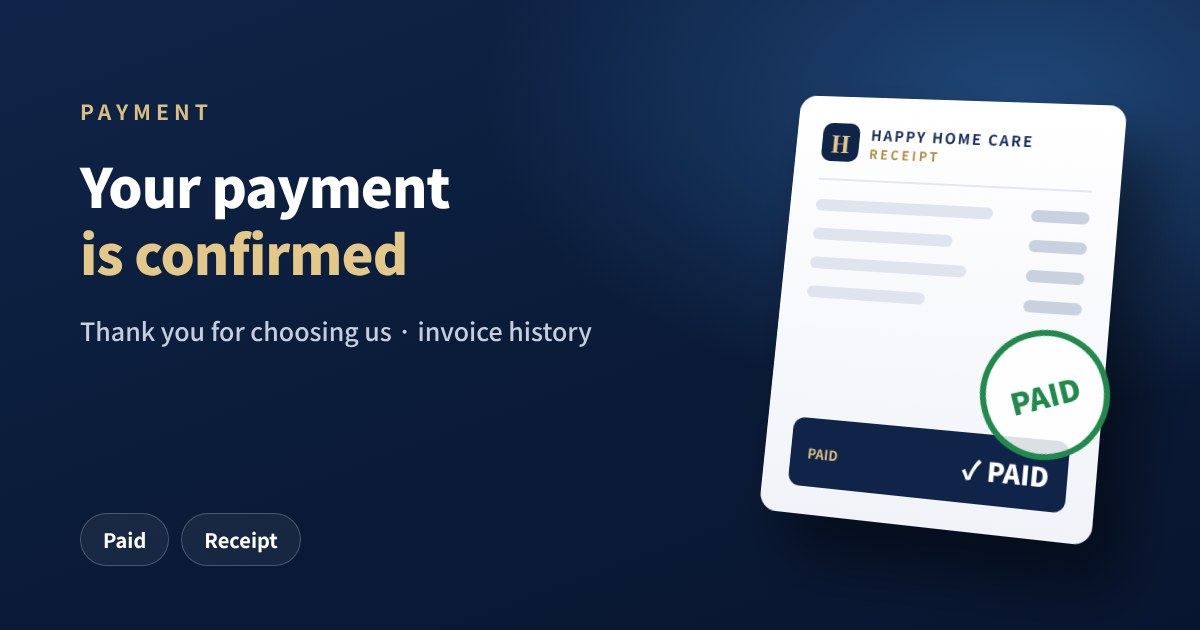 PAYMENT
Your payment
is confirmed
Thank you for choosing us · invoice history
Paid
Receipt
H
HAPPY HOME CARE
RECEIPT
PAID
PAID
✓ PAID